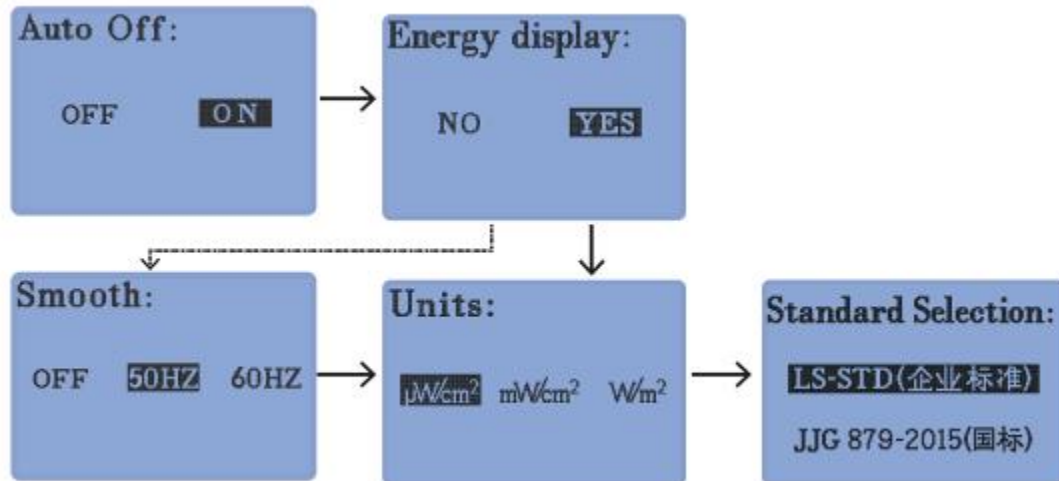 Auto Off:
OFF ON
Energy display:
NO YES
Smooth:
OFF 50HZ 60HZ
Units:
μW/cm² mW/cm² W/m²
Standard Selection:
LS-STD(企业标准)
JJG 879-2015(国标)